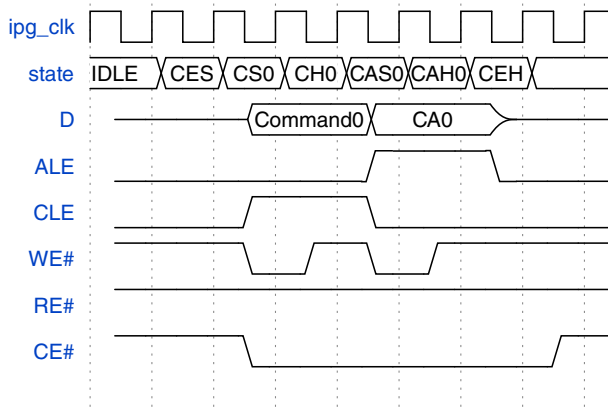 ipg_clk
state IDLE CES CS0 CH0 CAS0 CAH0 CEH
D Command0 CA0
ALE
CLE
WE#
RE#
CE#